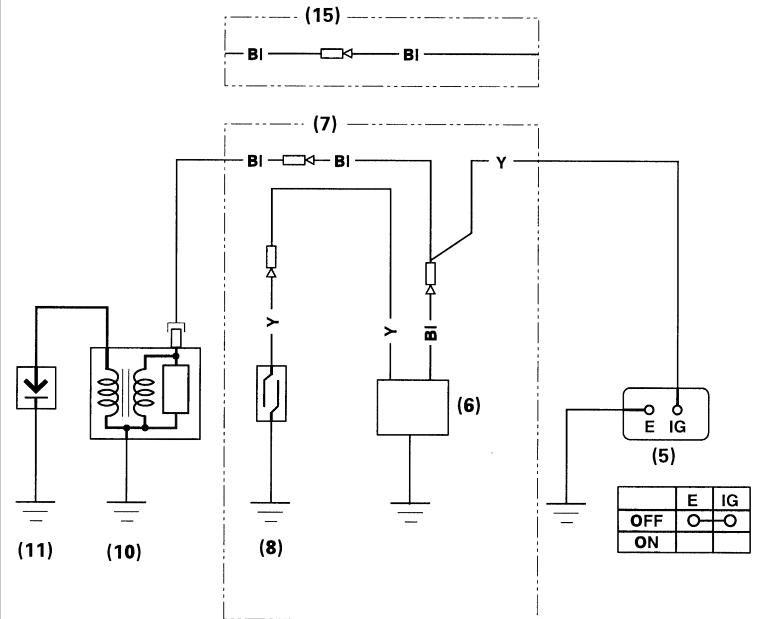 (15)
Bl Bl
(7)
Bl Bl Y
Y Y Bl
(6)
E IG
(5)
E IG
OFF
ON
(11) (10) (8)